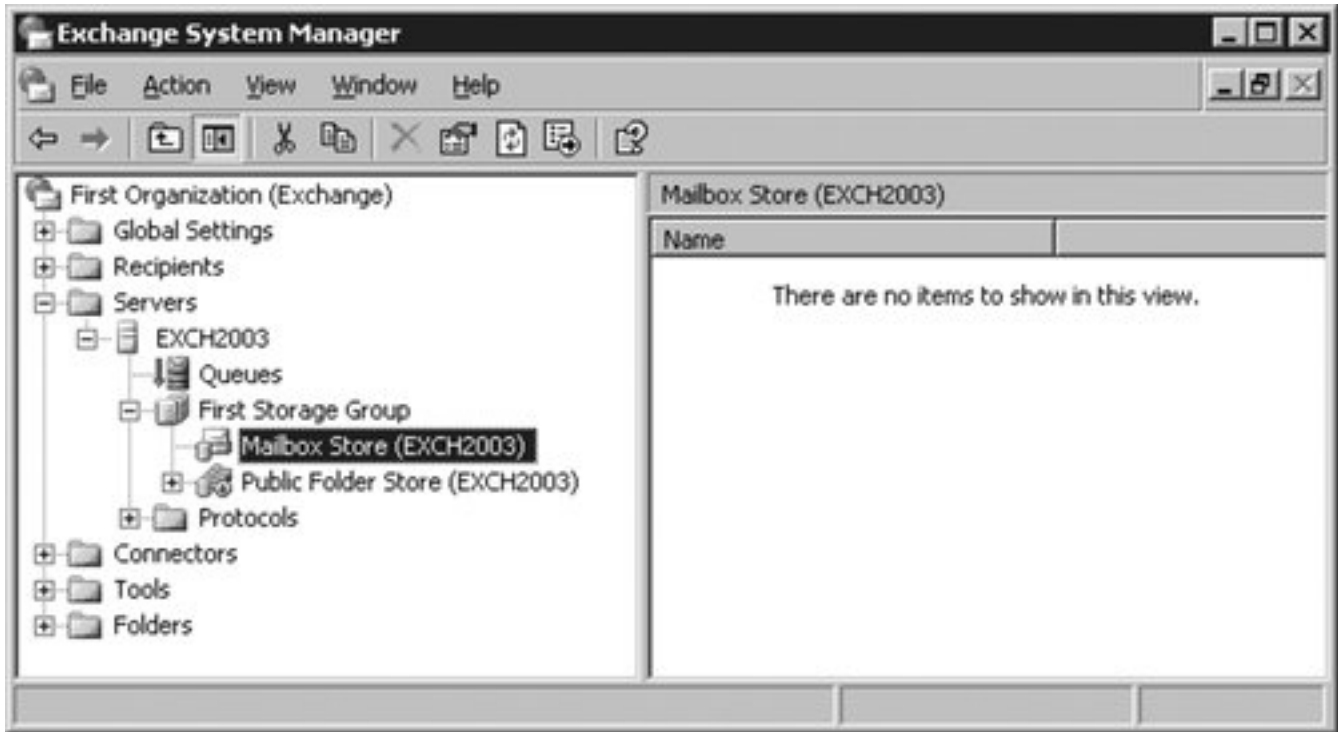 Exchange System Manager
File Action View Window Help
First Organization (Exchange)
Global Settings
Recipients
Servers
EXCH2003
Queues
First Storage Group
Mailbox Store (EXCH2003)
Public Folder Store (EXCH2003)
Protocols
Connectors
Tools
Folders
Mailbox Store (EXCH2003)
Name
There are no items to show in this view.